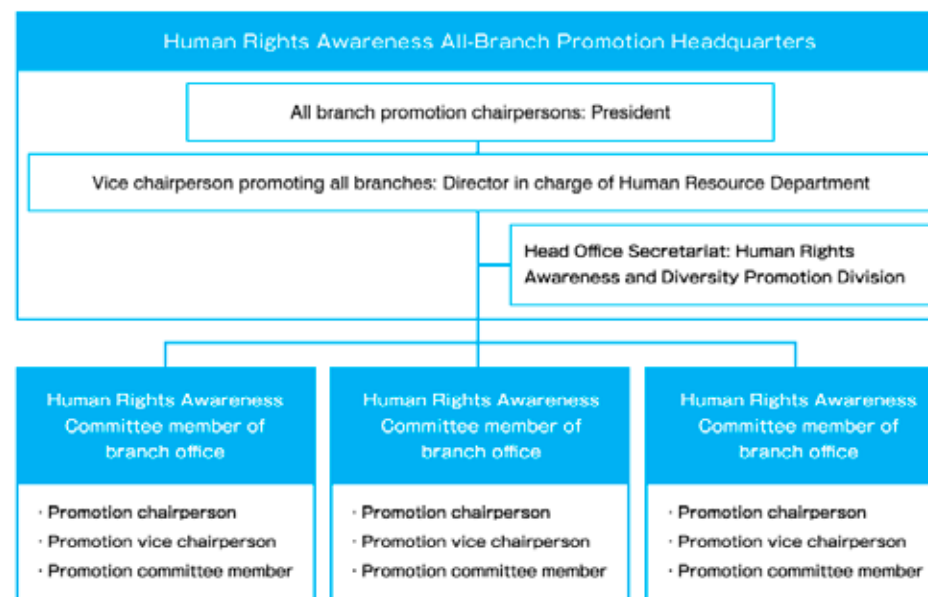 Human Rights Awareness All-Branch Promotion Headquarters
All branch promotion chairpersons: President
Vice chairperson promoting all branches: Director in charge of Human Resource Department
Head Office Secretariat: Human Rights
Awareness and Diversity Promotion Division
Human Rights Awareness
Committee member of
branch office
· Promotion chairperson
· Promotion vice chairperson
· Promotion committee member
Human Rights Awareness
Committee member of
branch office
· Promotion chairperson
· Promotion vice chairperson
· Promotion committee member
Human Rights Awareness
Committee member of
branch office
· Promotion chairperson
· Promotion vice chairperson
· Promotion committee member